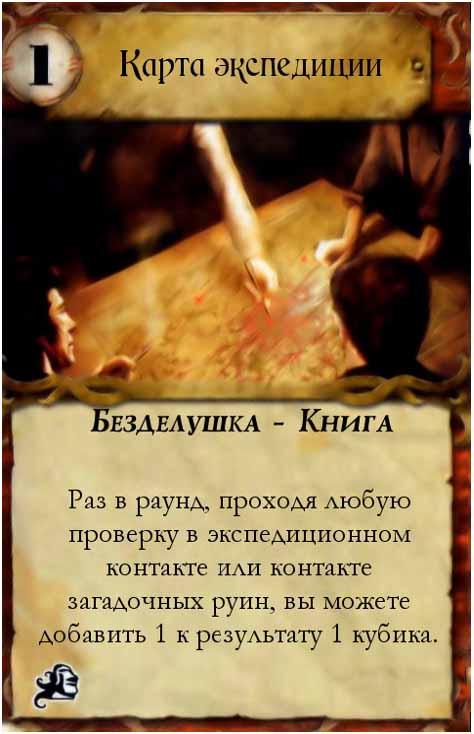 1
Карта экспедиции
Безделушка - Книга
Раз в раунд, проходя любую
проверку в экспедиционном
контакте или контакте
загадочных руин, вы можете
добавить 1 к результату 1 кубика.